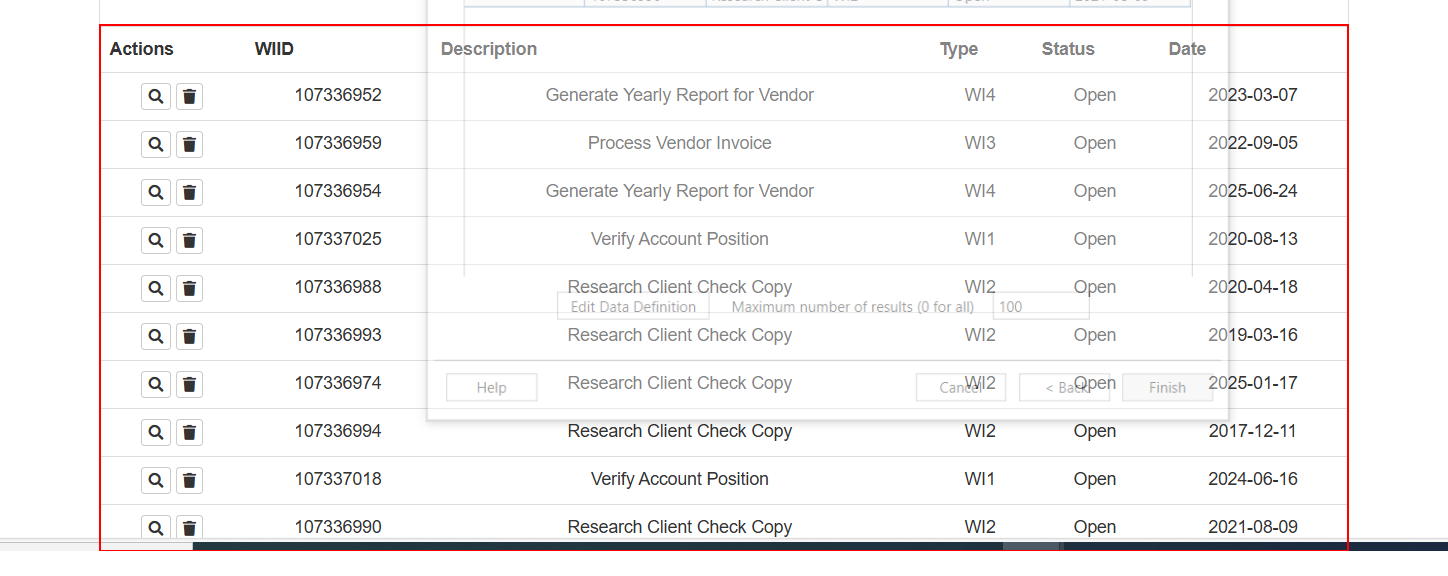 Actions WIID Description Type Status Date
107336952 Generate Yearly Report for Vendor WI4 Open 2023-03-07
107336959 Process Vendor Invoice WI3 Open 2022-09-05
107336954 Generate Yearly Report for Vendor WI4 Open 2025-06-24
107337025 Verify Account Position WI1 Open 2020-08-13
107336988 Research Client Check Copy WI2 Open 2020-04-18
Edit Data Definition Maximum number of results (0 for all) 100
107336993 Research Client Check Copy WI2 Open 2019-03-16
107336974 Research Client Check Copy WI2 Open 2025-01-17
Help Cancel < Back Finish
107336994 Research Client Check Copy WI2 Open 2017-12-11
107337018 Verify Account Position WI1 Open 2024-06-16
107336990 Research Client Check Copy WI2 Open 2021-08-09